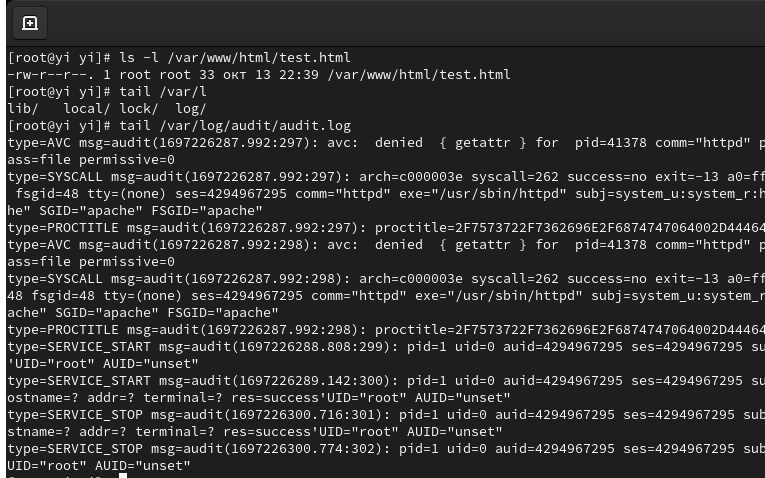 [root@yi yi]# ls -l /var/www/html/test.html
-rw-r--r--. 1 root root 33 окт 13 22:39 /var/www/html/test.html
[root@yi yi]# tail /var/l
lib/   local/ lock/  log/
[root@yi yi]# tail /var/log/audit/audit.log
type=AVC msg=audit(1697226287.992:297): avc:  denied  { getattr } for  pid=41378 comm="httpd" p
ass=file permissive=0
type=SYSCALL msg=audit(1697226287.992:297): arch=c000003e syscall=262 success=no exit=-13 a0=ff
 fsgid=48 tty=(none) ses=4294967295 comm="httpd" exe="/usr/sbin/httpd" subj=system_u:system_r:h
he" SGID="apache" FSGID="apache"
type=PROCTITLE msg=audit(1697226287.992:297): proctitle=2F7573722F7362696E2F6874747064002D44464
type=AVC msg=audit(1697226287.992:298): avc:  denied  { getattr } for  pid=41378 comm="httpd" p
ass=file permissive=0
type=SYSCALL msg=audit(1697226287.992:298): arch=c000003e syscall=262 success=no exit=-13 a0=ff
48 fsgid=48 tty=(none) ses=4294967295 comm="httpd" exe="/usr/sbin/httpd" subj=system_u:system_r
ache" SGID="apache" FSGID="apache"
type=PROCTITLE msg=audit(1697226287.992:298): proctitle=2F7573722F7362696E2F6874747064002D44464
type=SERVICE_START msg=audit(1697226288.808:299): pid=1 uid=0 auid=4294967295 ses=4294967295 su
'UID="root" AUID="unset"
type=SERVICE_START msg=audit(1697226289.142:300): pid=1 uid=0 auid=4294967295 ses=4294967295 su
ostname=? addr=? terminal=? res=success'UID="root" AUID="unset"
type=SERVICE_STOP msg=audit(1697226300.716:301): pid=1 uid=0 auid=4294967295 ses=4294967295 sub
stname=? addr=? terminal=? res=success'UID="root" AUID="unset"
type=SERVICE_STOP msg=audit(1697226300.774:302): pid=1 uid=0 auid=4294967295 ses=4294967295 sub
UID="root" AUID="unset"